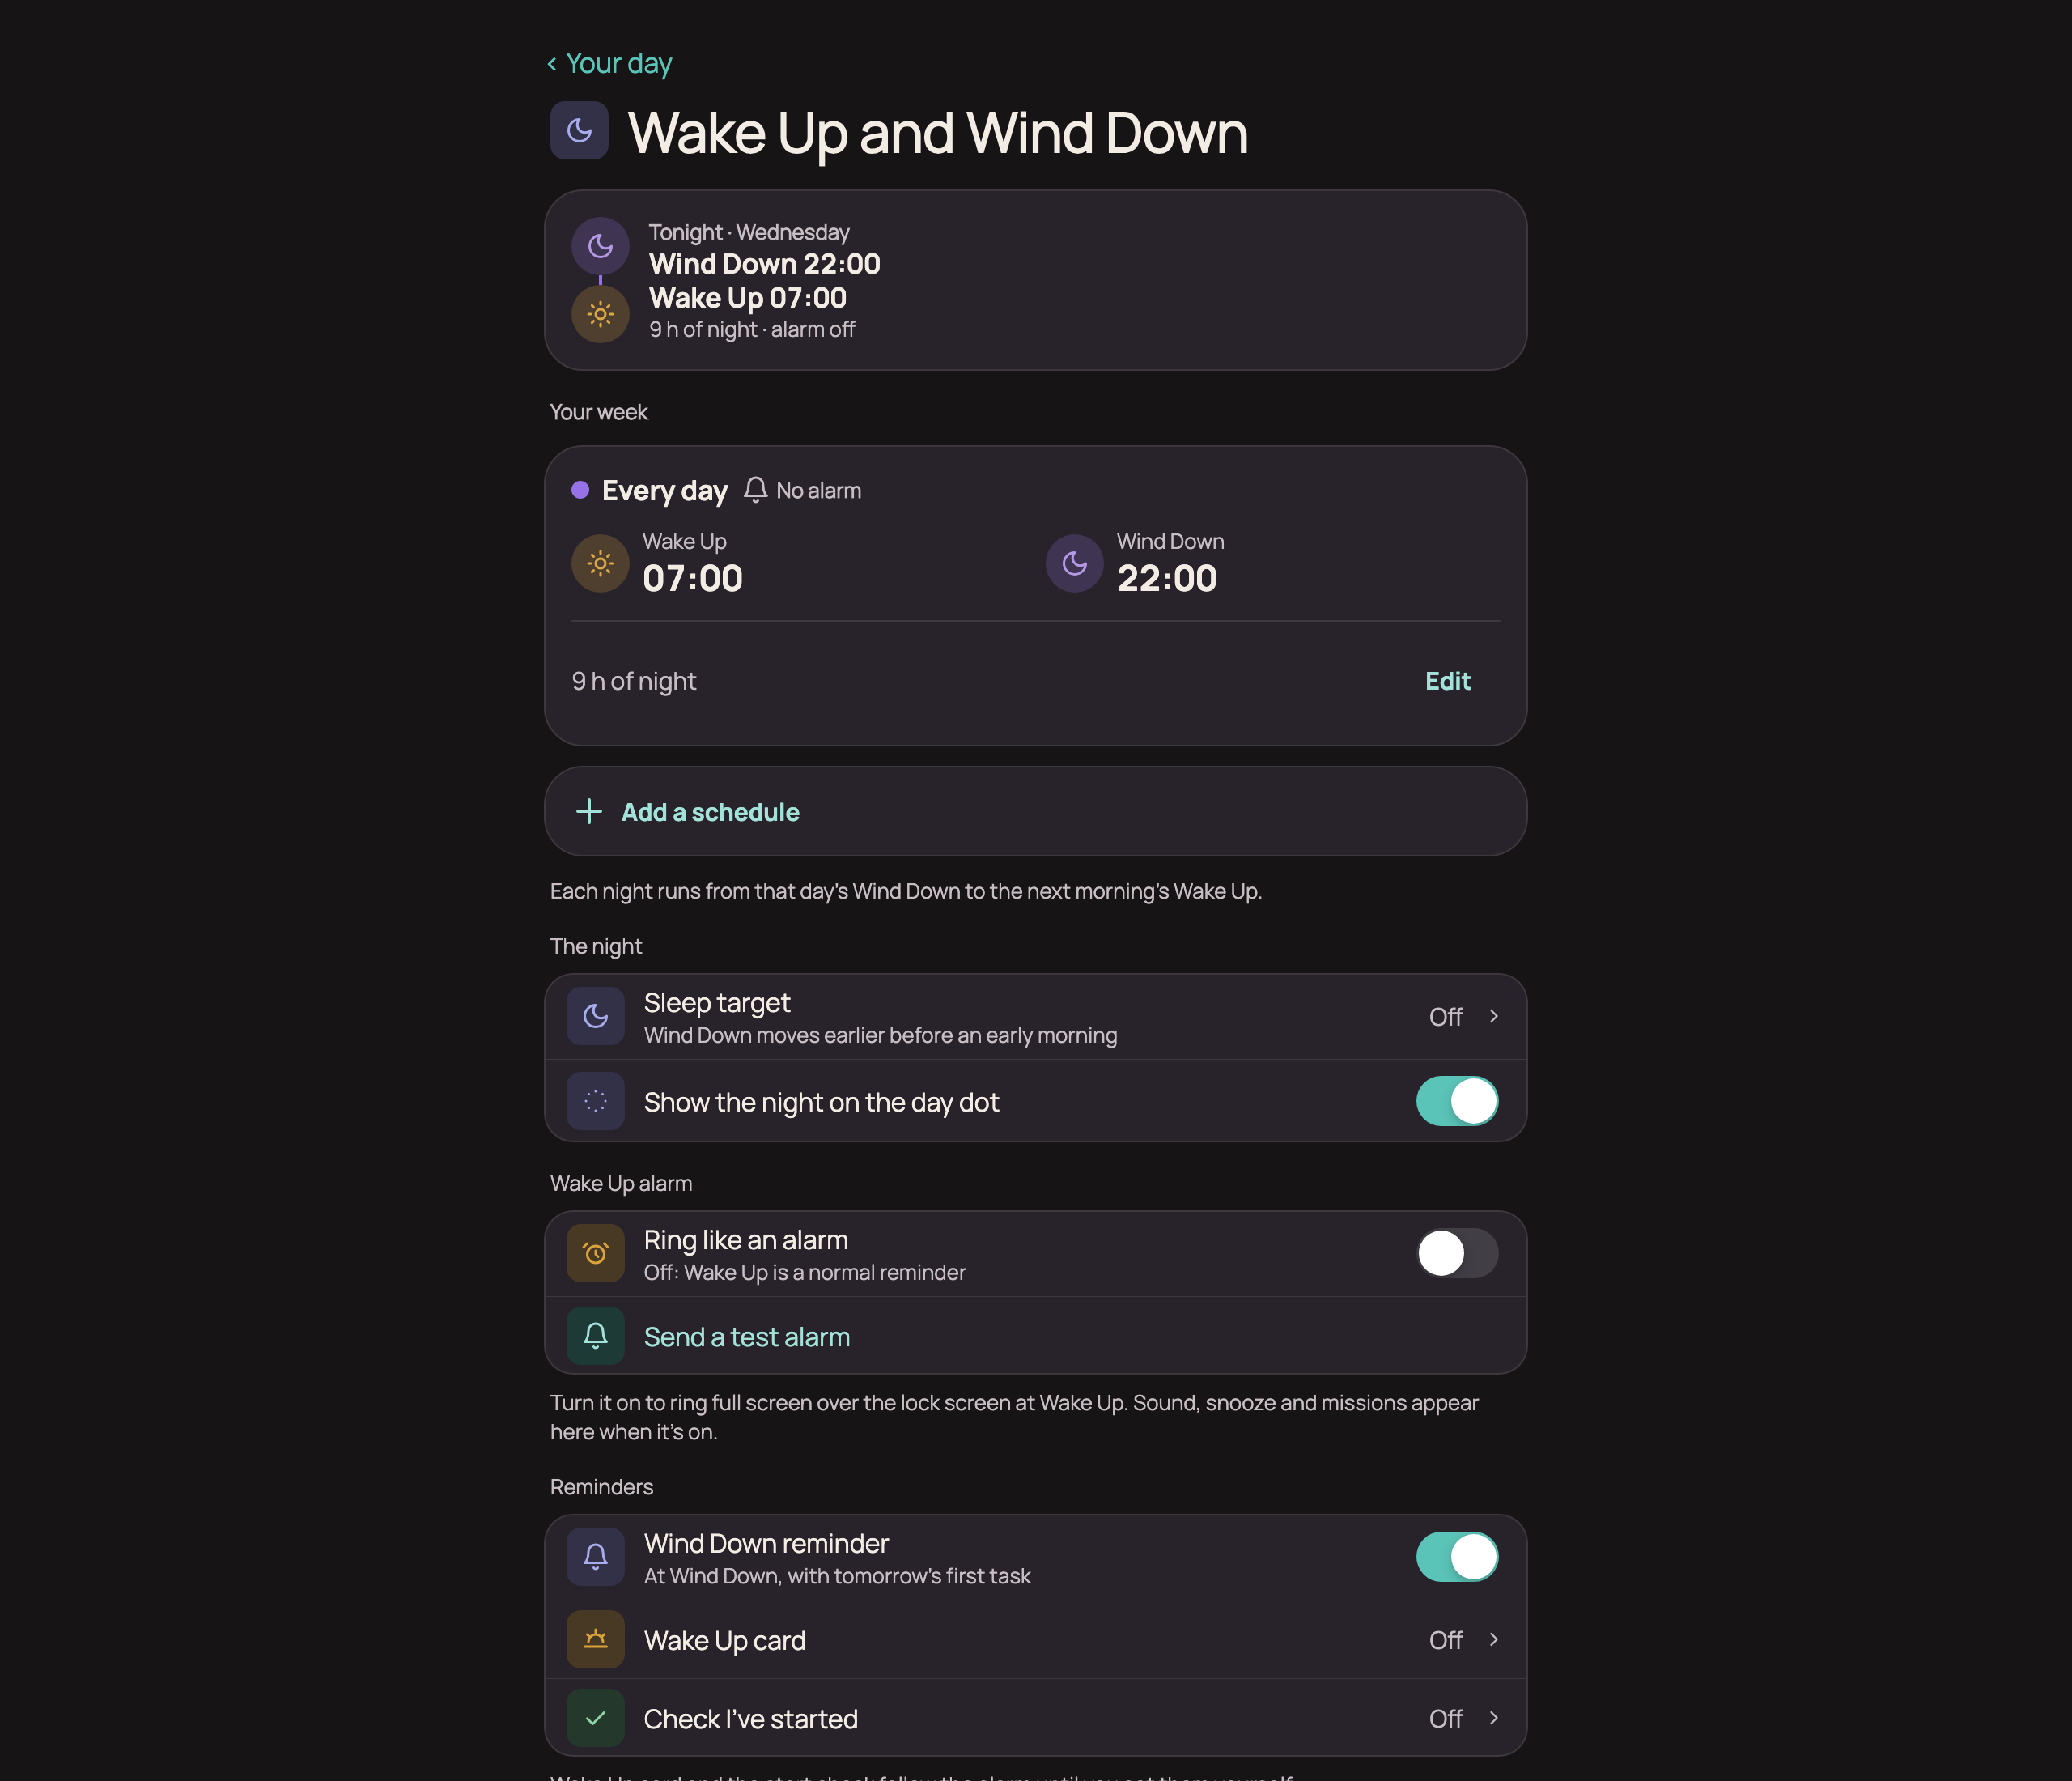 Your day
Wake Up and Wind Down
Tonight · Wednesday
Wind Down 22:00
Wake Up 07:00
9 h of night · alarm off
Your week
Every day No alarm
Wake Up
07:00
Wind Down
22:00
9 h of night
Edit
Add a schedule
Each night runs from that day’s Wind Down to the next morning’s Wake Up.
The night
Sleep target
Wind Down moves earlier before an early morning
Off
Show the night on the day dot
Wake Up alarm
Ring like an alarm
Off: Wake Up is a normal reminder
Send a test alarm
Turn it on to ring full screen over the lock screen at Wake Up. Sound, snooze and missions appear
here when it’s on.
Reminders
Wind Down reminder
At Wind Down, with tomorrow’s first task
Wake Up card
Off
Check I’ve started
Off